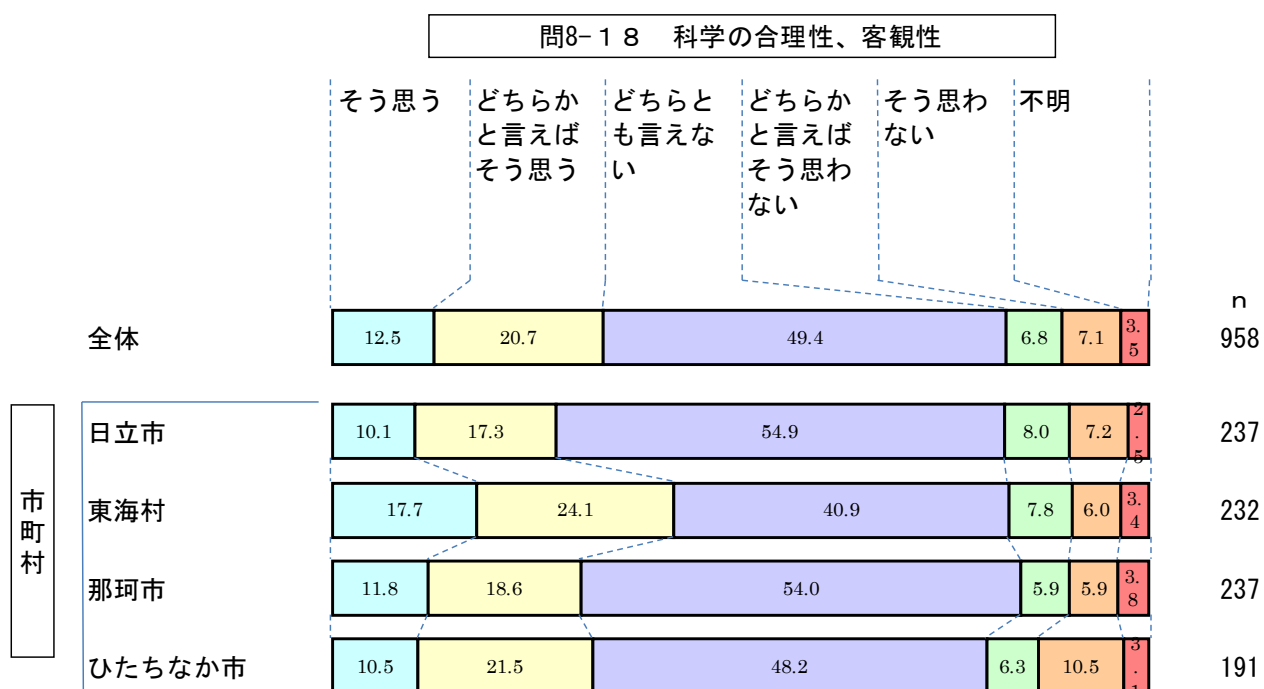 問8-１８　科学の合理性、客観性
そう思う
どちらか
と言えば
そう思う
どちらと
も言えな
い
どちらか
と言えば
そう思わ
ない
そう思わ
ない
不明
n
全体 12.5 20.7 49.4 6.8 7.1 3.5 958
市町村
日立市 10.1 17.3 54.9 8.0 7.2 2.5 237
東海村 17.7 24.1 40.9 7.8 6.0 3.4 232
那珂市 11.8 18.6 54.0 5.9 5.9 3.8 237
ひたちなか市 10.5 21.5 48.2 6.3 10.5 3.1 191